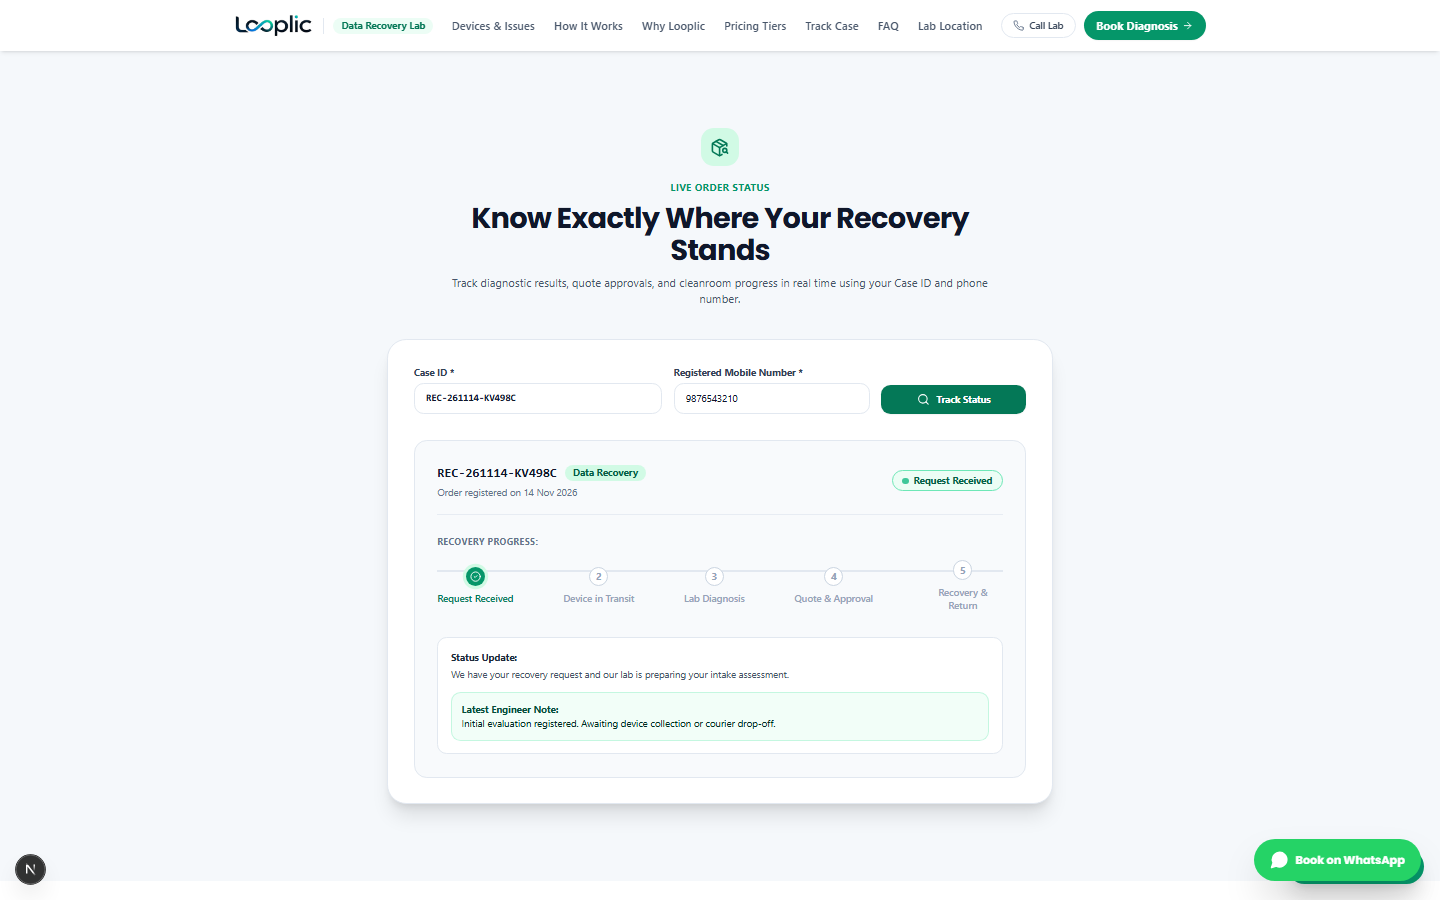 Looplic
Data Recovery Lab
Devices & Issues
How It Works
Why Looplic
Pricing Tiers
Track Case
FAQ
Lab Location
Call Lab
Book Diagnosis
LIVE ORDER STATUS
Know Exactly Where Your Recovery
Stands
Track diagnostic results, quote approvals, and cleanroom progress in real time using your Case ID and phone
number.
Case ID *
Registered Mobile Number *
REC-261114-KV498C
9876543210
Track Status
REC-261114-KV498C
Data Recovery
Order registered on 14 Nov 2026
Request Received
RECOVERY PROGRESS:
2
3
4
5
Request Received
Device in Transit
Lab Diagnosis
Quote & Approval
Recovery &
Return
Status Update:
We have your recovery request and our lab is preparing your intake assessment.
Latest Engineer Note:
Initial evaluation registered. Awaiting device collection or courier drop-off.
N
Book on WhatsApp